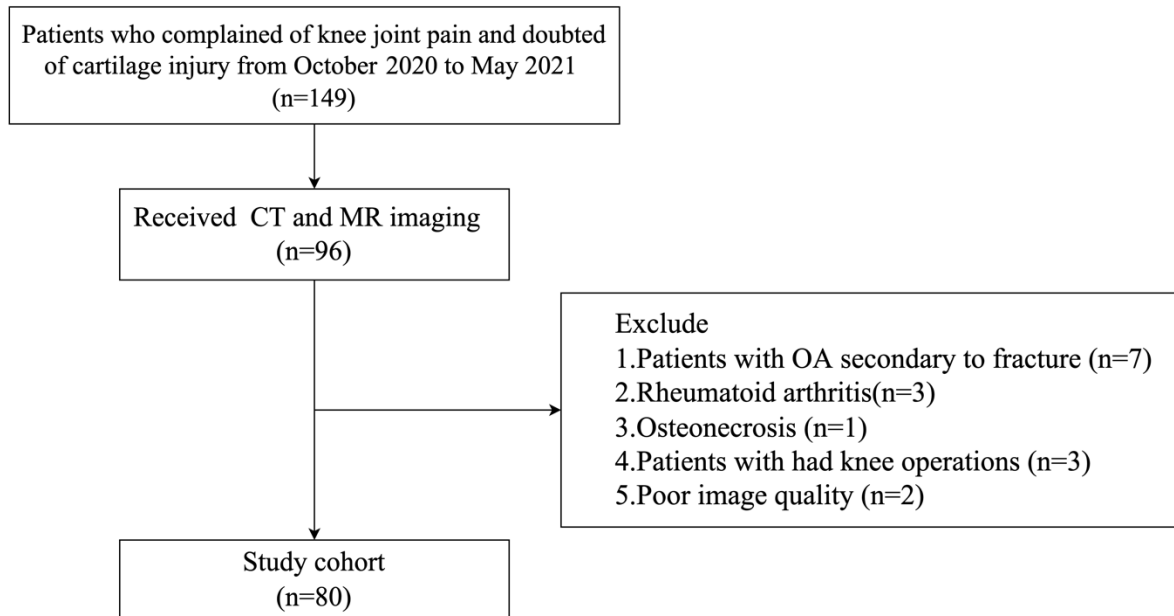 Patients who complained of knee joint pain and doubted
of cartilage injury from October 2020 to May 2021
(n=149)
Received CT and MR imaging
(n=96)
Exclude
1.Patients with OA secondary to fracture (n=7)
2.Rheumatoid arthritis(n=3)
3.Osteonecrosis (n=1)
4.Patients with had knee operations (n=3)
5.Poor image quality (n=2)
Study cohort
(n=80)